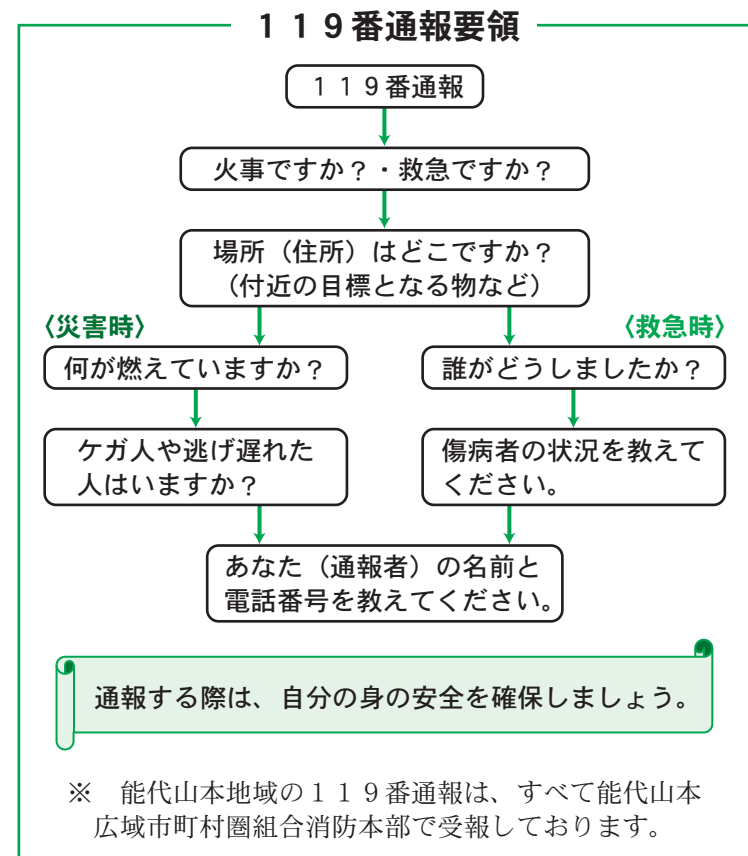 １１９番通報要領
１１９番通報
火事ですか？・救急ですか？
場所（住所）はどこですか？
（付近の目標となる物など）
〈災害時〉
〈救急時〉
何が燃えていますか？
誰がどうしましたか？
ケガ人や逃げ遅れた
人はいますか？
傷病者の状況を教えて
ください。
あなた（通報者）の名前と
電話番号を教えてください。
通報する際は、自分の身の安全を確保しましょう。
※　能代山本地域の１１９番通報は、すべて能代山本
広域市町村圏組合消防本部で受報しております。